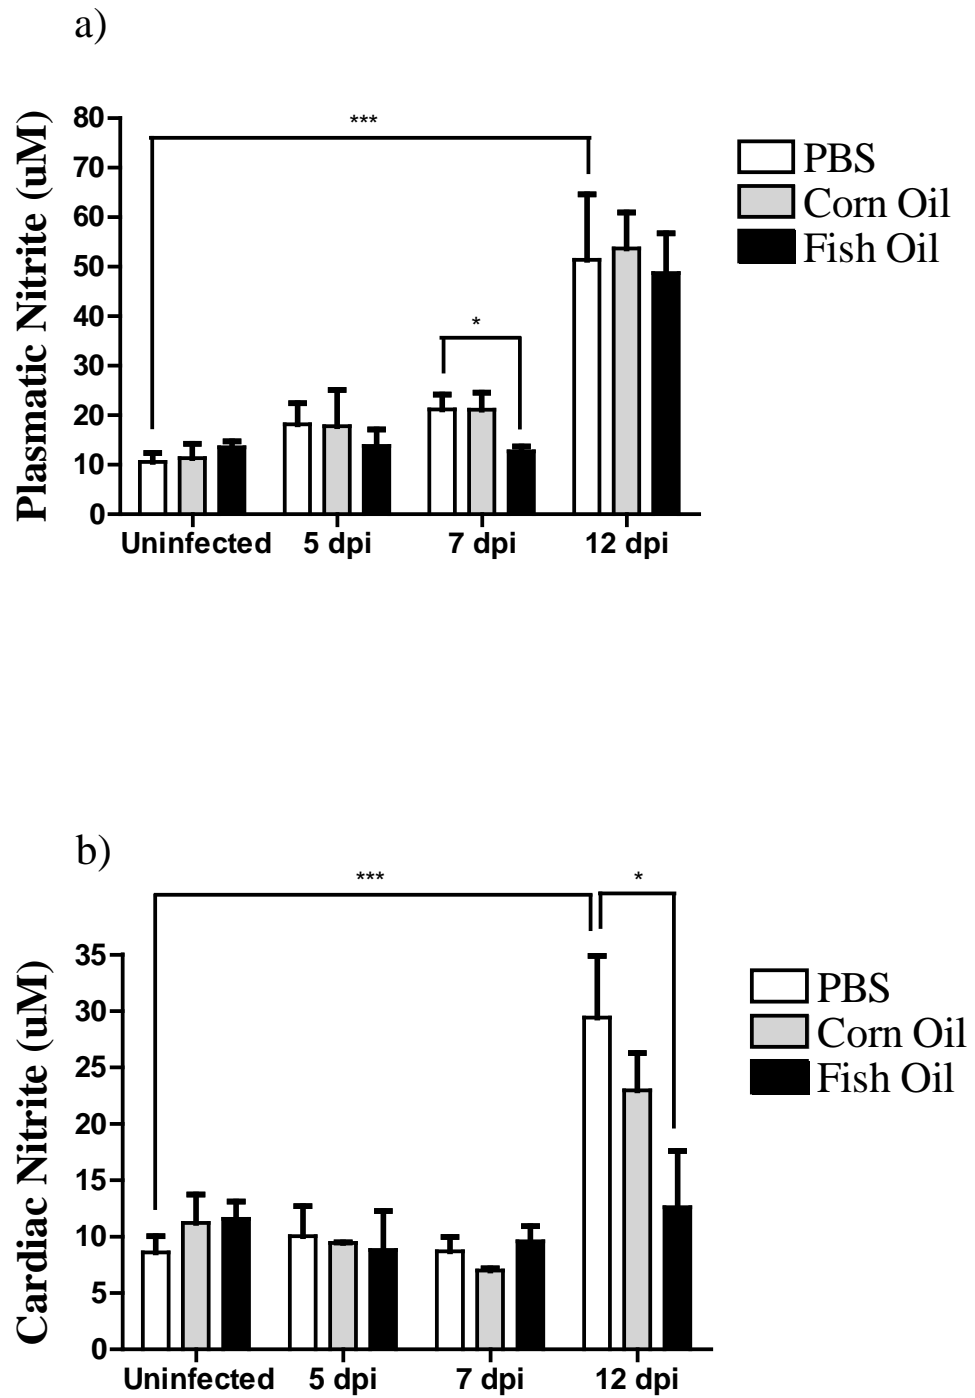 a)
***
*
Plasmatic Nitrite (uM)
80
70
60
50
40
30
20
10
0
Uninfected 5 dpi 7 dpi 12 dpi
PBS
Corn Oil
Fish Oil
b)
***
*
Cardiac Nitrite (uM)
35
30
25
20
15
10
5
0
Uninfected 5 dpi 7 dpi 12 dpi
PBS
Corn Oil
Fish Oil